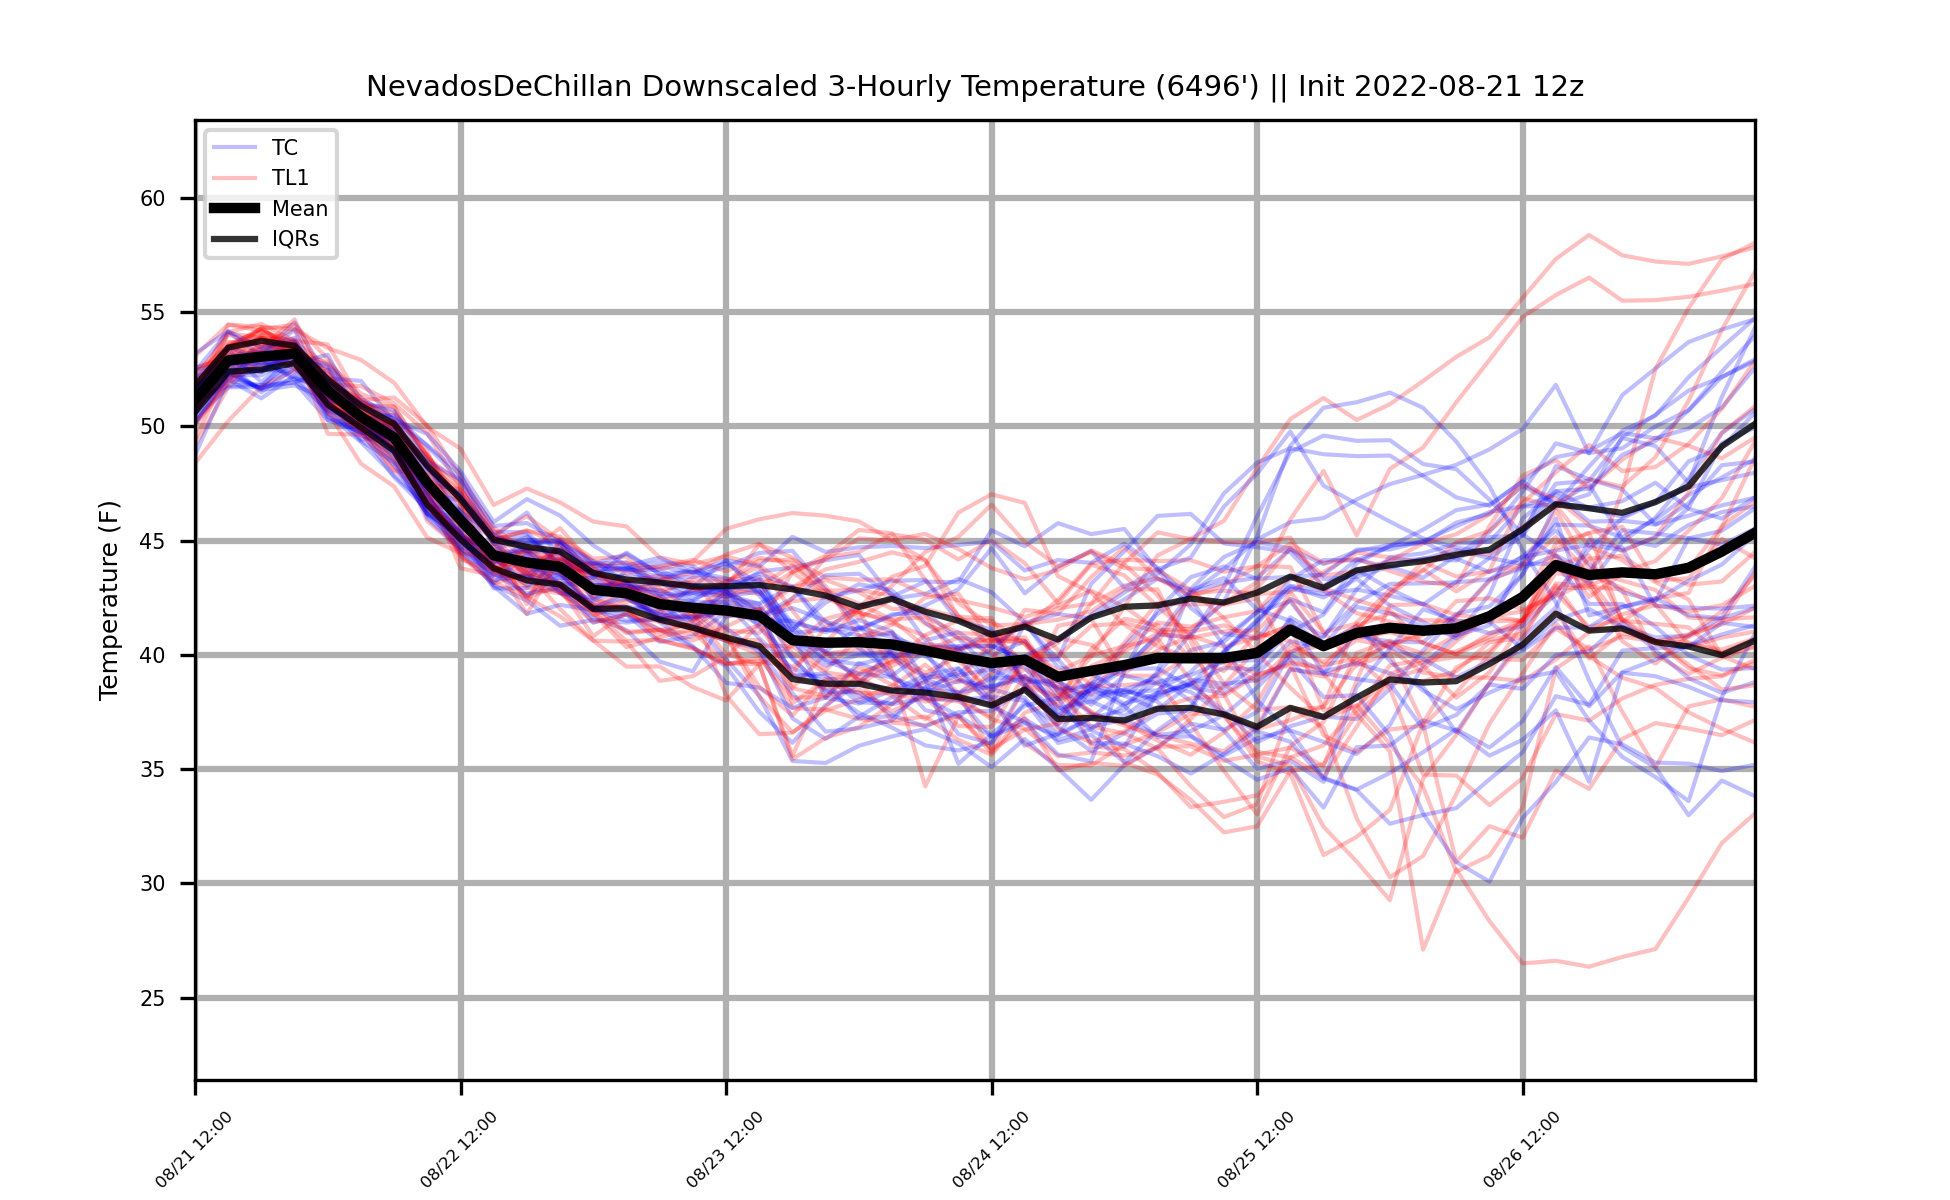 NevadosDeChillan Downscaled 3-Hourly Temperature (6496') || Init 2022-08-21 12z
TC
TL1
Mean
IQRs
Temperature (F)
60
55
50
45
40
35
30
25
08/21 12:00
08/22 12:00
08/23 12:00
08/24 12:00
08/25 12:00
08/26 12:00